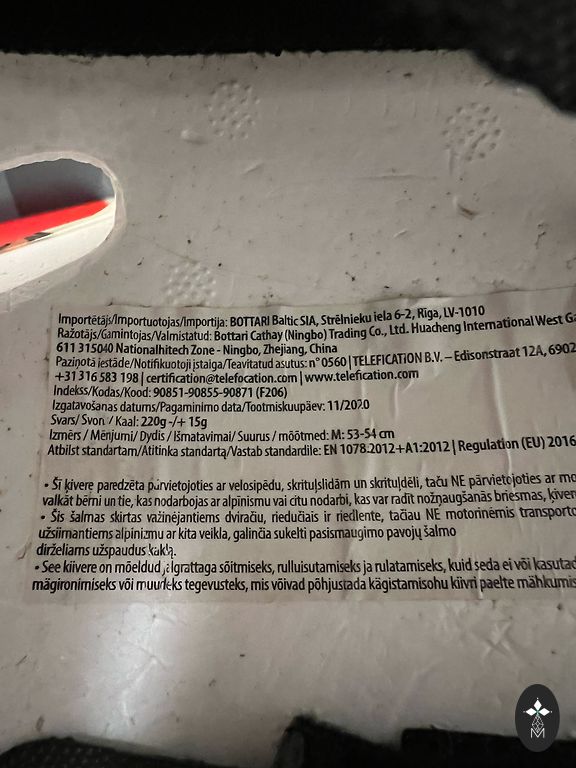 Importētājs/Importuotojas/Importija: BOTTARI Baltic SIA, Strēlnieku iela 6-2, Rīga, LV-1010
Ražotājs/Gamintojas/Valmistatud: Bottari Cathay (Ningbo) Trading Co., Ltd. Huacheng International West Ga
611 315040 Nationalhitech Zone - Ningbo, Zhejiang, China
Paziņotā iestāde/Notifikuotoji įstaiga/Teavitatud asutus: n° 0560 | TELEFICATION B.V. – Edisonstraat 12A, 6902
+31 316 583 198 | certification@telefocation.com | www.telefication.com
Indekss/Kodas/Kood: 90851-90855-90871 (F206)
Izgatavošanas datums/Pagaminimo data/Tootmiskuupäev: 11/2020
Svars/Svon / Kaal: 220g -/+ 15g
Izmērs / Mēnjumi/ Dydis / Išmatavimai/ Suurus / mõõtmed: M: 53-54 cm
Atbilst standartam/Atitinka standartą/Vastab standardile: EN 1078:2012+A1:2012 | Regulation (EU) 2016
• Šī ķivere paredzēta pārvietojoties ar velosipēdu, skrituļslidām un skrituļdēli, taču NE pārvietojoties ar mo
valkāt bērni un tie, kas nodarbojas ar alpīnismu vai citu nodarbi, kas var radīt nožņaugšanās briesmas, ķiver
• Šis šalmas skirtas važinėjantiems dviračiu, riedučiais ir riedlente, tačiau NE motorinėmis transporto
užsiimantiems alpinizmu ar kita veikla, galinčia sukelti pasismaugimo pavojų šalmo
dirželiams užspaudus kaklą.
• See kiivere on mõeldud jalgrattaga sõitmiseks, rulluisutamiseks ja rulatamiseks, kuid seda ei või kasutad
mägironimiseks või muudeks tegevusteks, mis võivad põhjustada kägistamisohu kiivri paelte mähkumis
M